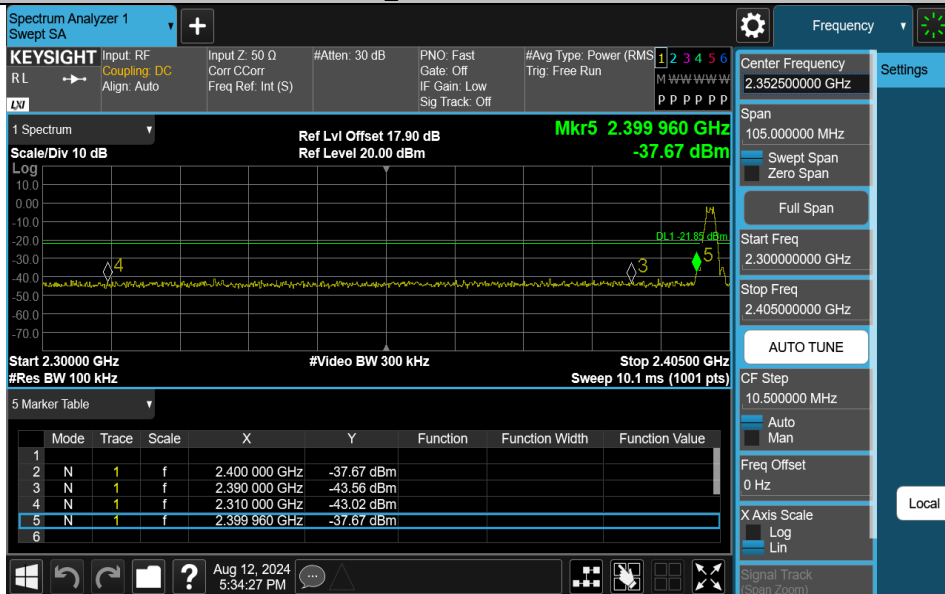 Spectrum Analyzer 1
Swept SA
+
Frequency
KEYSIGHT
RL
LXI
Input: RF
Coupling: DC
Align: Auto
Input Z: 50 Ω
Corr CCorr
Freq Ref: Int (S)
#Atten: 30 dB
PNO: Fast
Gate: Off
IF Gain: Low
Sig Track: Off
#Avg Type: Power (RMS
Trig: Free Run
1 2 3 4 5 6
M W W W W W
P P P P P P
1 Spectrum
Scale/Div 10 dB
Ref Lvl Offset 17.90 dB
Ref Level 20.00 dBm
Mkr5 2.399 960 GHz
-37.67 dBm
Log
10.0
0.00
-10.0
-20.0
-30.0
-40.0
-50.0
-60.0
-70.0
DL1 -21.85 dBm
4
3
5
Start 2.30000 GHz
#Video BW 300 kHz
Stop 2.40500 GHz
#Res BW 100 kHz
Sweep 10.1 ms (1001 pts)
5 Marker Table
Mode Trace Scale X Y Function Function Width Function Value
1
2 N 1 f 2.400 000 GHz -37.67 dBm
3 N 1 f 2.390 000 GHz -43.56 dBm
4 N 1 f 2.310 000 GHz -43.02 dBm
5 N 1 f 2.399 960 GHz -37.67 dBm
6
Center Frequency
2.352500000 GHz
Span
105.000000 MHz
Swept Span
Zero Span
Full Span
Start Freq
2.300000000 GHz
Stop Freq
2.405000000 GHz
AUTO TUNE
CF Step
10.500000 MHz
Auto
Man
Freq Offset
0 Hz
X Axis Scale
Log
Lin
Signal Track
(Span Zoom)
Settings
Local
?
Aug 12, 2024
5:34:27 PM